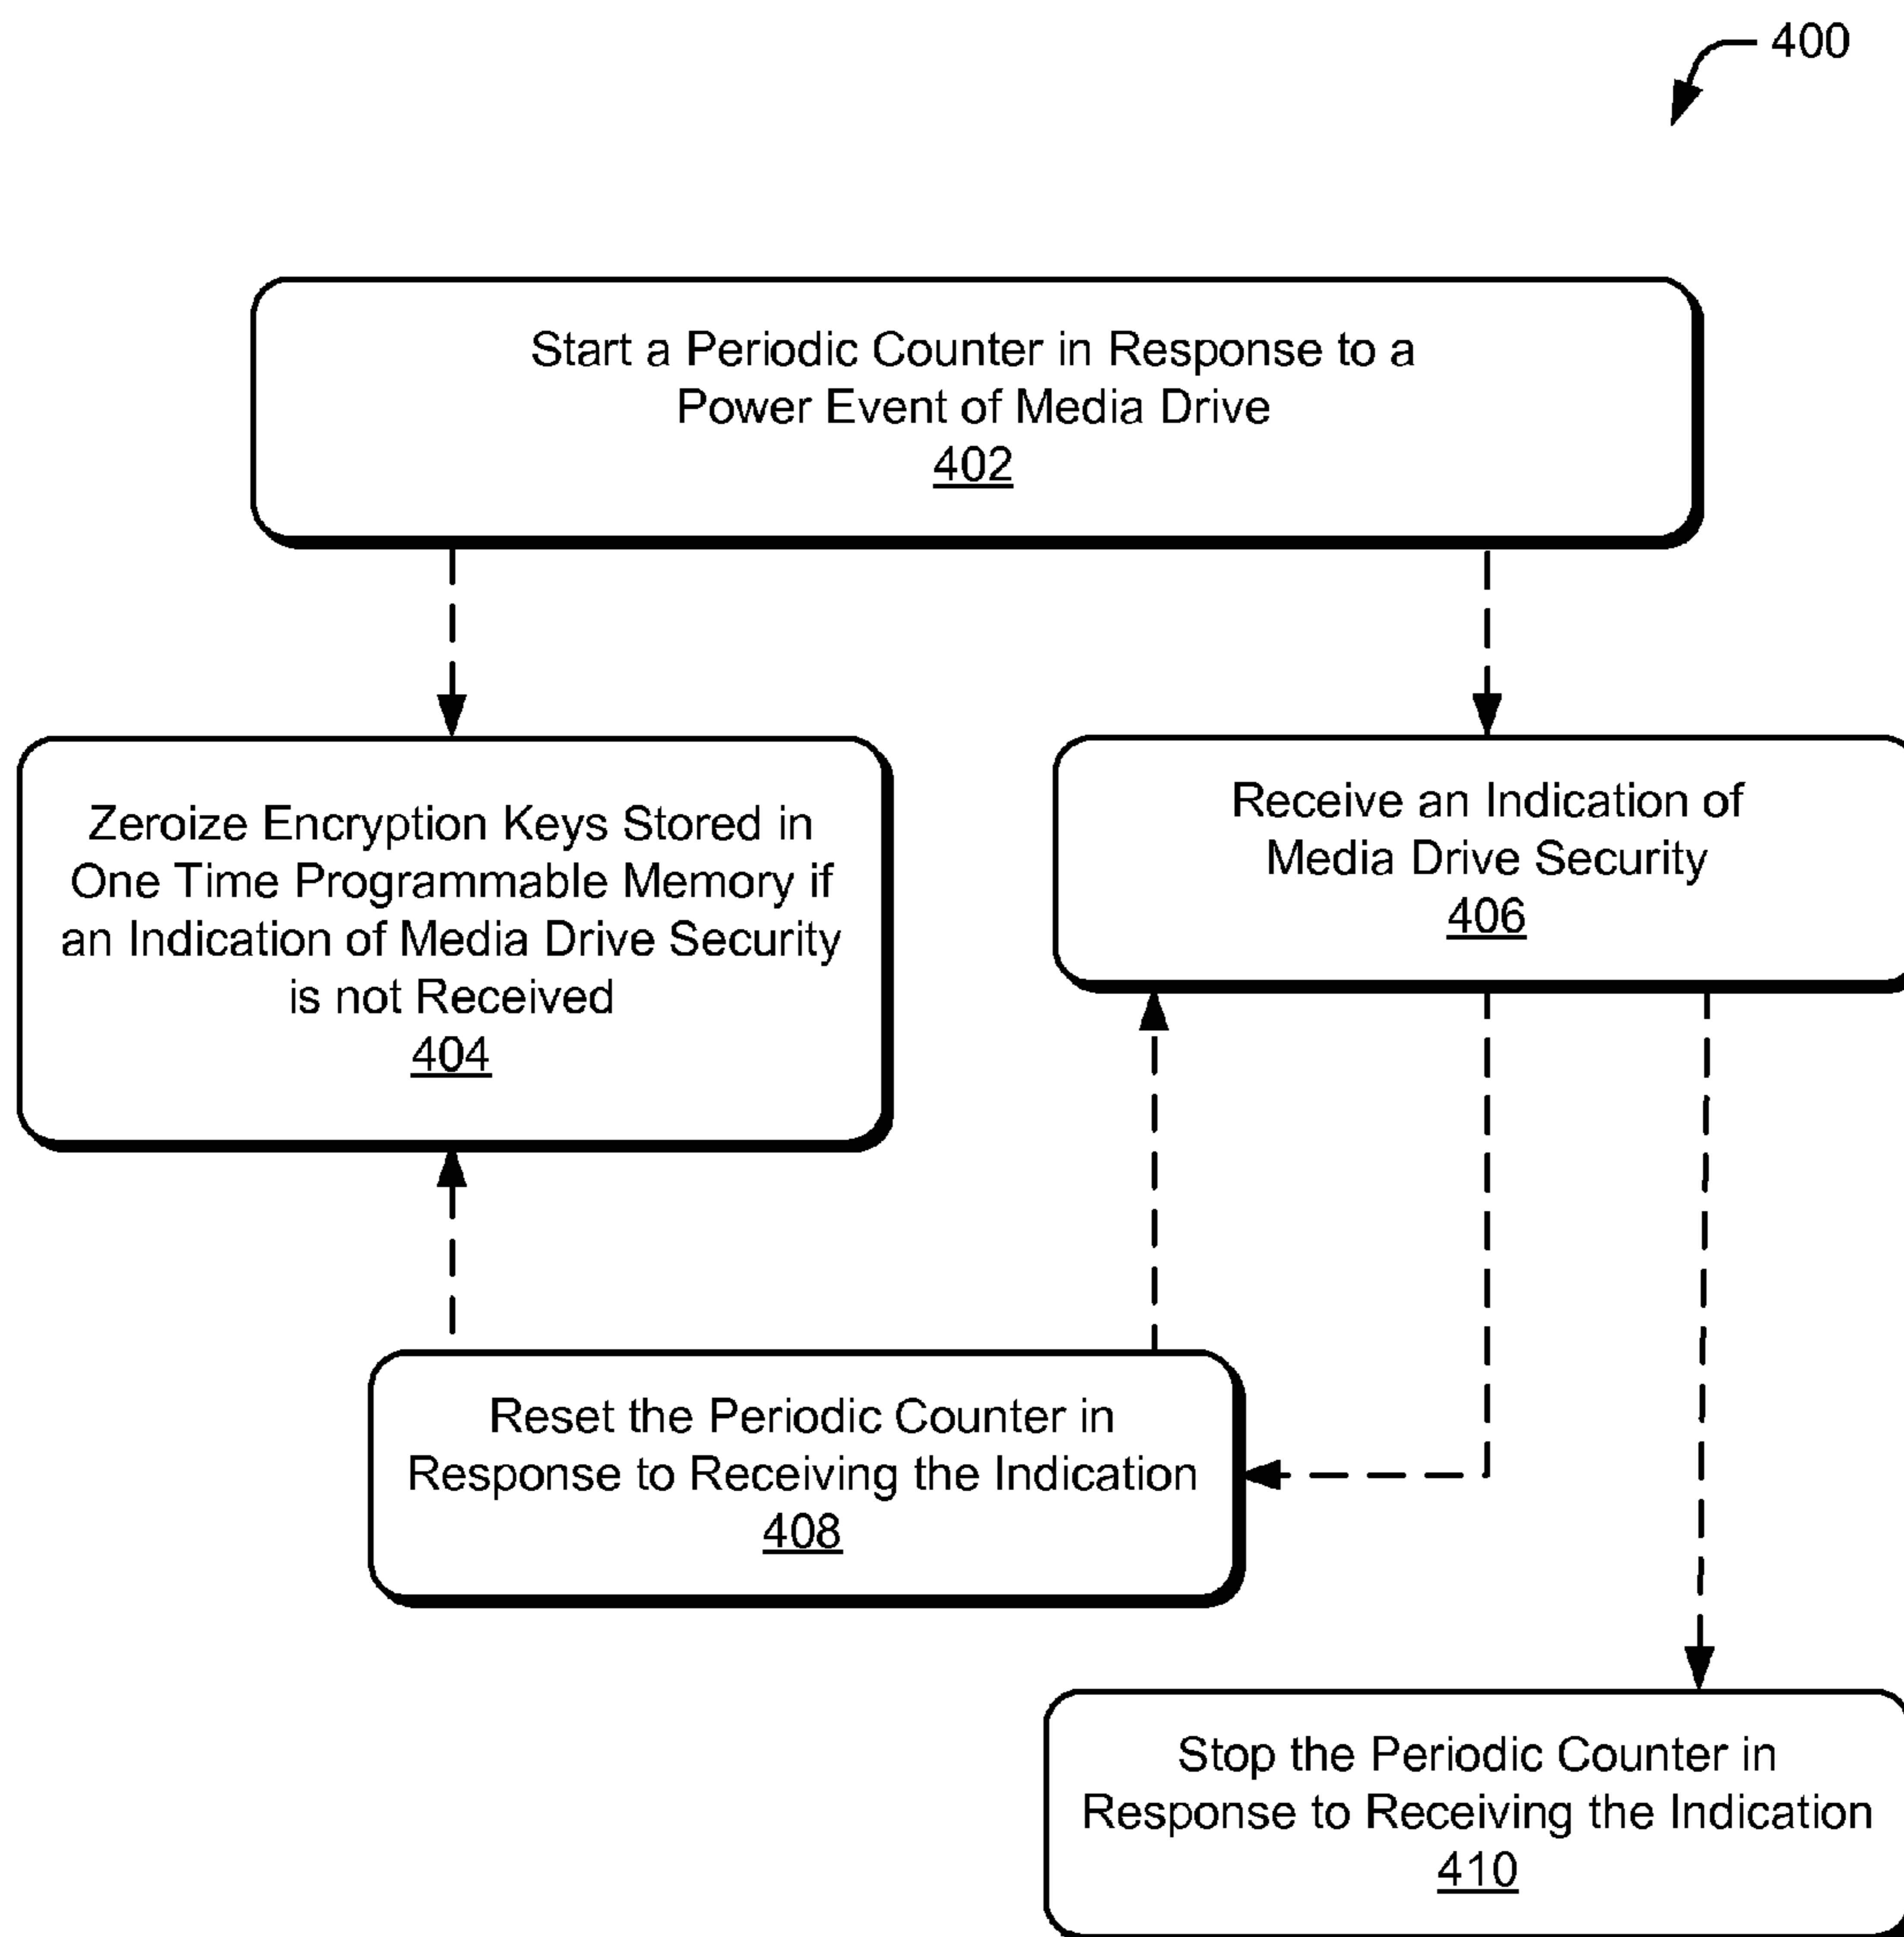 400
Start a Periodic Counter in Response to a
Power Event of Media Drive
402
Zeroize Encryption Keys Stored in
One Time Programmable Memory if
an Indication of Media Drive Security
is not Received
404
Receive an Indication of
Media Drive Security
406
Reset the Periodic Counter in
Response to Receiving the Indication
408
Stop the Periodic Counter in
Response to Receiving the Indication
410